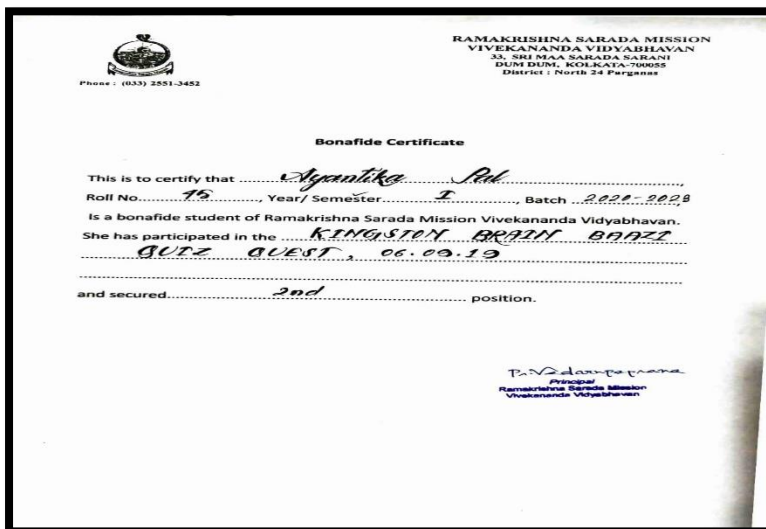 RAMAKRISHNA SARADA MISSION
VIVEKANANDA VIDYABHAVAN
33, SRI MAA SARADA SARANI
DUM DUM, KOLKATA-700055
District : North 24 Parganas
Phone : (033) 2551-3452
Bonafide Certificate
This is to certify that Ayantika Pal
Roll No. 45, Year/ Semester I, Batch 2020-2023,
Is a bonafide student of Ramakrishna Sarada Mission Vivekananda Vidyabhavan.
She has participated in the KINGSTON BRAIN BAAZI
QUIZ QUEST, 06.09.19
and secured 2nd position.
Principal
Ramakrishna Sarada Mission
Vivekananda Vidyabhavan